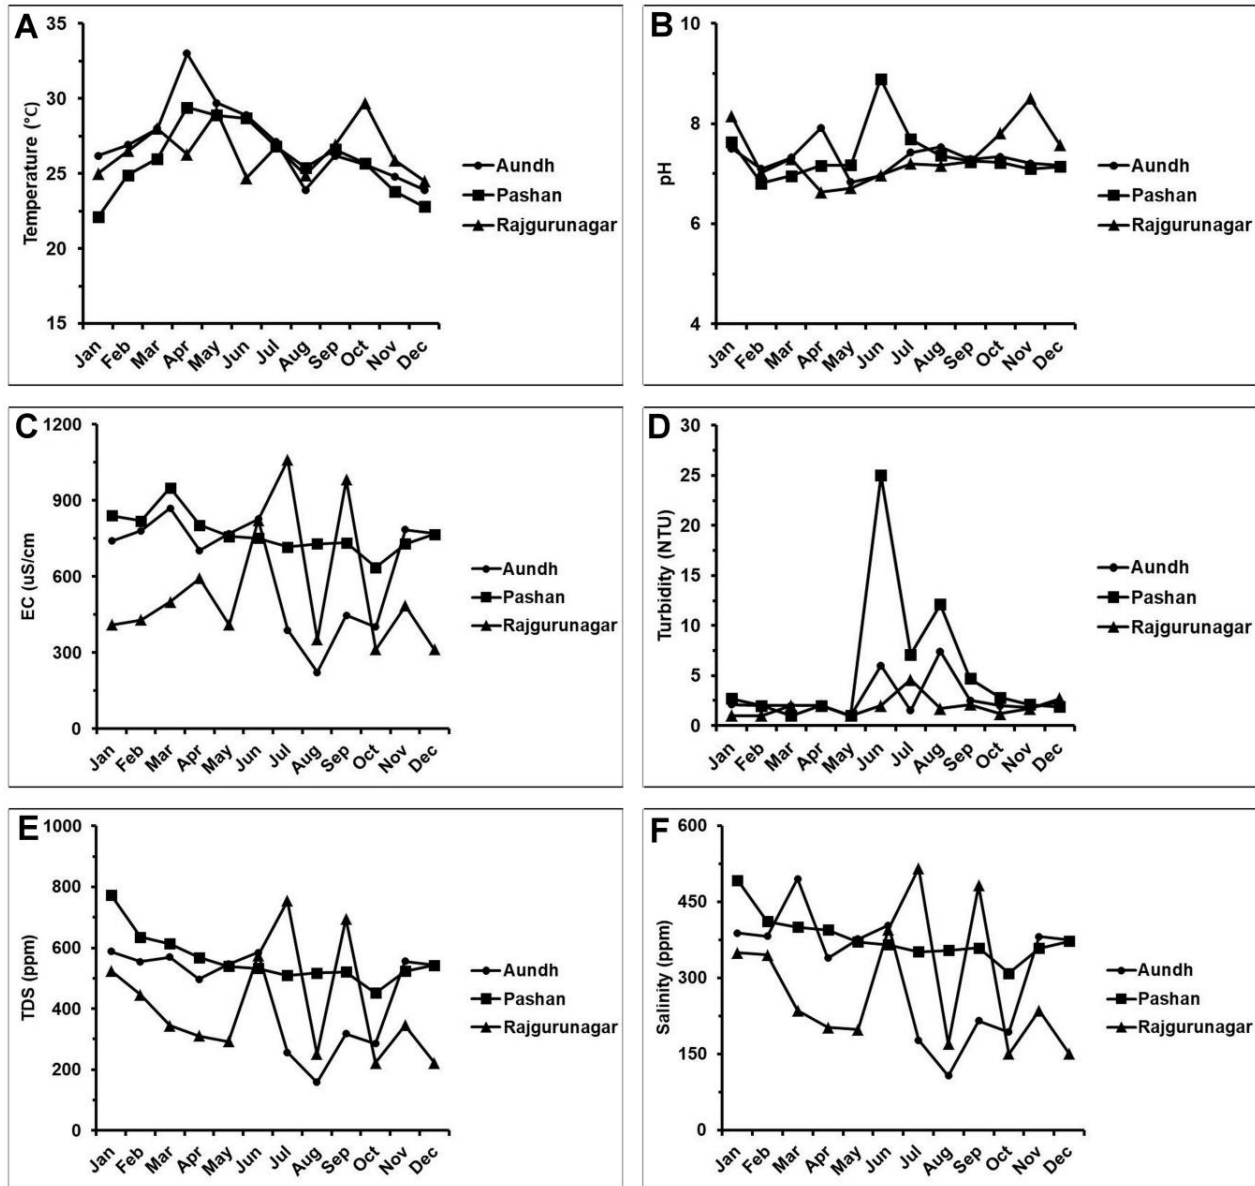 A
Temperature (°C)
35
30
25
20
15
Jan Feb Mar Apr May Jun Jul Aug Sep Oct Nov Dec
Aundh
Pashan
Rajgurunagar
B
pH
10
8
6
4
Jan Feb Mar Apr May Jun Jul Aug Sep Oct Nov Dec
Aundh
Pashan
Rajgurunagar
C
EC (uS/cm
1200
900
600
300
0
Jan Feb Mar Apr May Jun Jul Aug Sep Oct Nov Dec
Aundh
Pashan
Rajgurunagar
D
Turbidity (NTU)
30
25
20
15
10
5
0
Jan Feb Mar Apr May Jun Jul Aug Sep Oct Nov Dec
Aundh
Pashan
Rajgurunagar
E
TDS (ppm)
1000
800
600
400
200
0
Jan Feb Mar Apr May Jun Jul Aug Sep Oct Nov Dec
Aundh
Pashan
Rajgurunagar
F
Salinity (ppm)
600
450
300
150
0
Jan Feb Mar Apr May Jun Jul Aug Sep Oct Nov Dec
Aundh
Pashan
Rajgurunagar